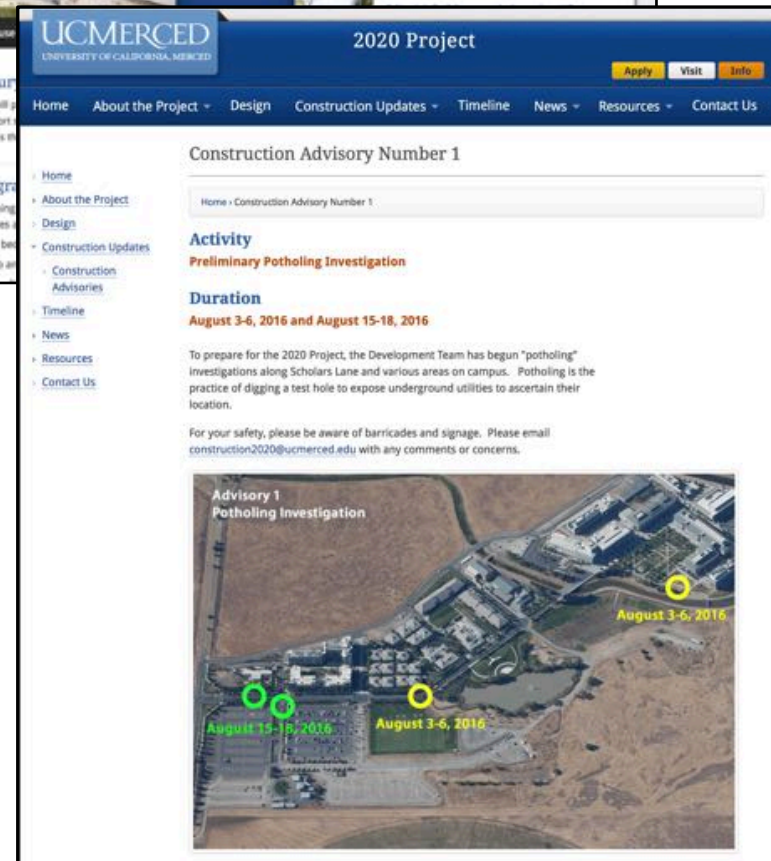 UCMERCED
UNIVERSITY OF CALIFORNIA, MERCED
2020 Project
Apply Visit Info
Home About the Project Design Construction Updates Timeline News Resources Contact Us
Construction Advisory Number 1
Home
About the Project
Design
Construction Updates
Construction
Advisories
Timeline
News
Resources
Contact Us
Home › Construction Advisory Number 1
Activity
Preliminary Potholing Investigation
Duration
August 3-6, 2016 and August 15-18, 2016
To prepare for the 2020 Project, the Development Team has begun "potholing"
investigations along Scholars Lane and various areas on campus. Potholing is the
practice of digging a test hole to expose underground utilities to ascertain their
location.
For your safety, please be aware of barricades and signage. Please email
construction2020@ucmerced.edu with any comments or concerns.
Advisory 1
Potholing Investigation
August 3-6, 2016
August 3-6, 2016
August 15-18, 2016